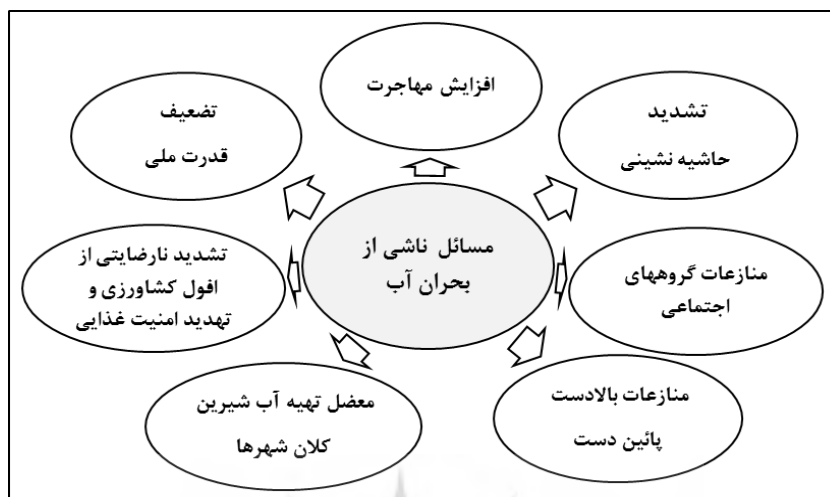 افزایش مهاجرت
تشدید
حاشیه نشینی
تضعیف
قدرت ملی
مسائل ناشی از
بحران آب
منازعات گروههای
اجتماعی
تشدید نارضایتی از
افول کشاورزی و
تهدید امنیت غذایی
منازعات بالادست
پائین دست
معضل تهیه آب شیرین
کلان شهرها